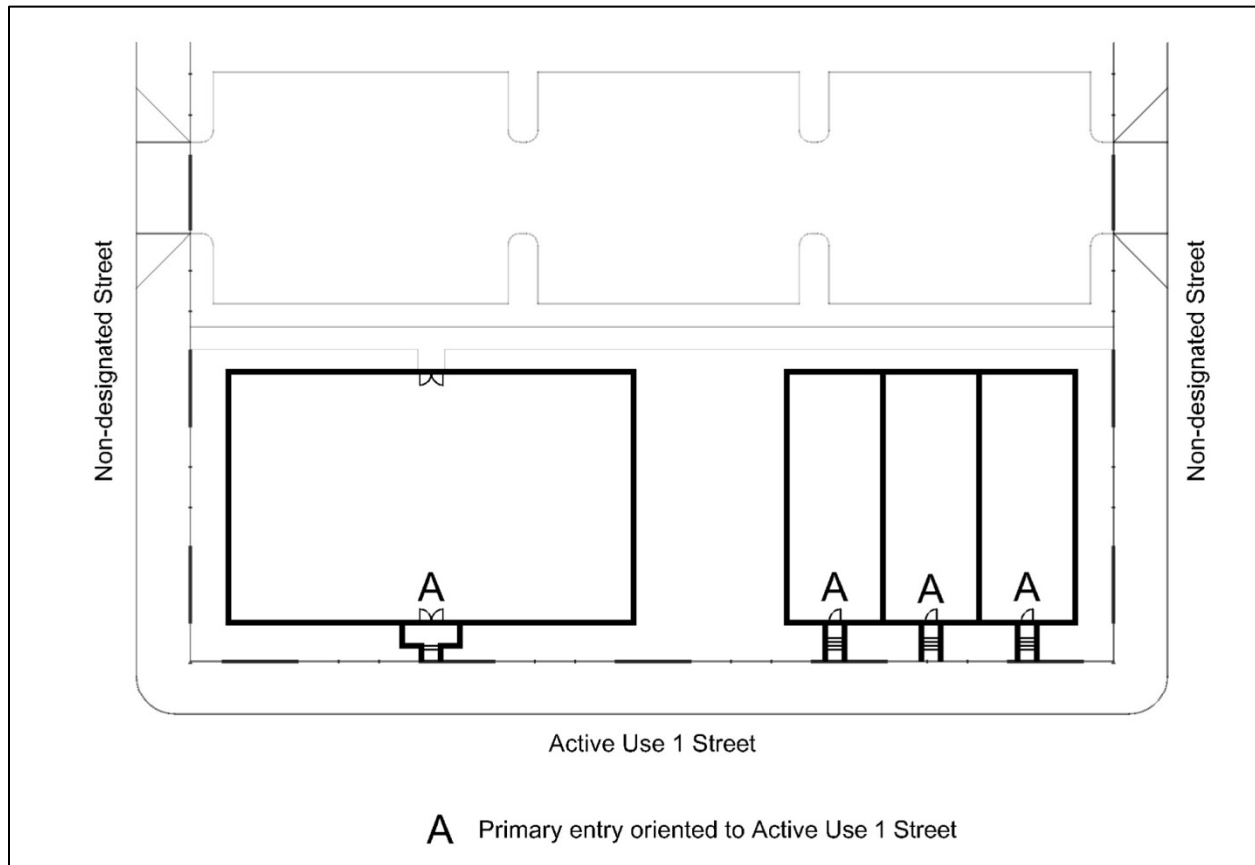 Non-designated Street
Non-designated Street
A
A
A
A
Active Use 1 Street
A Primary entry oriented to Active Use 1 Street